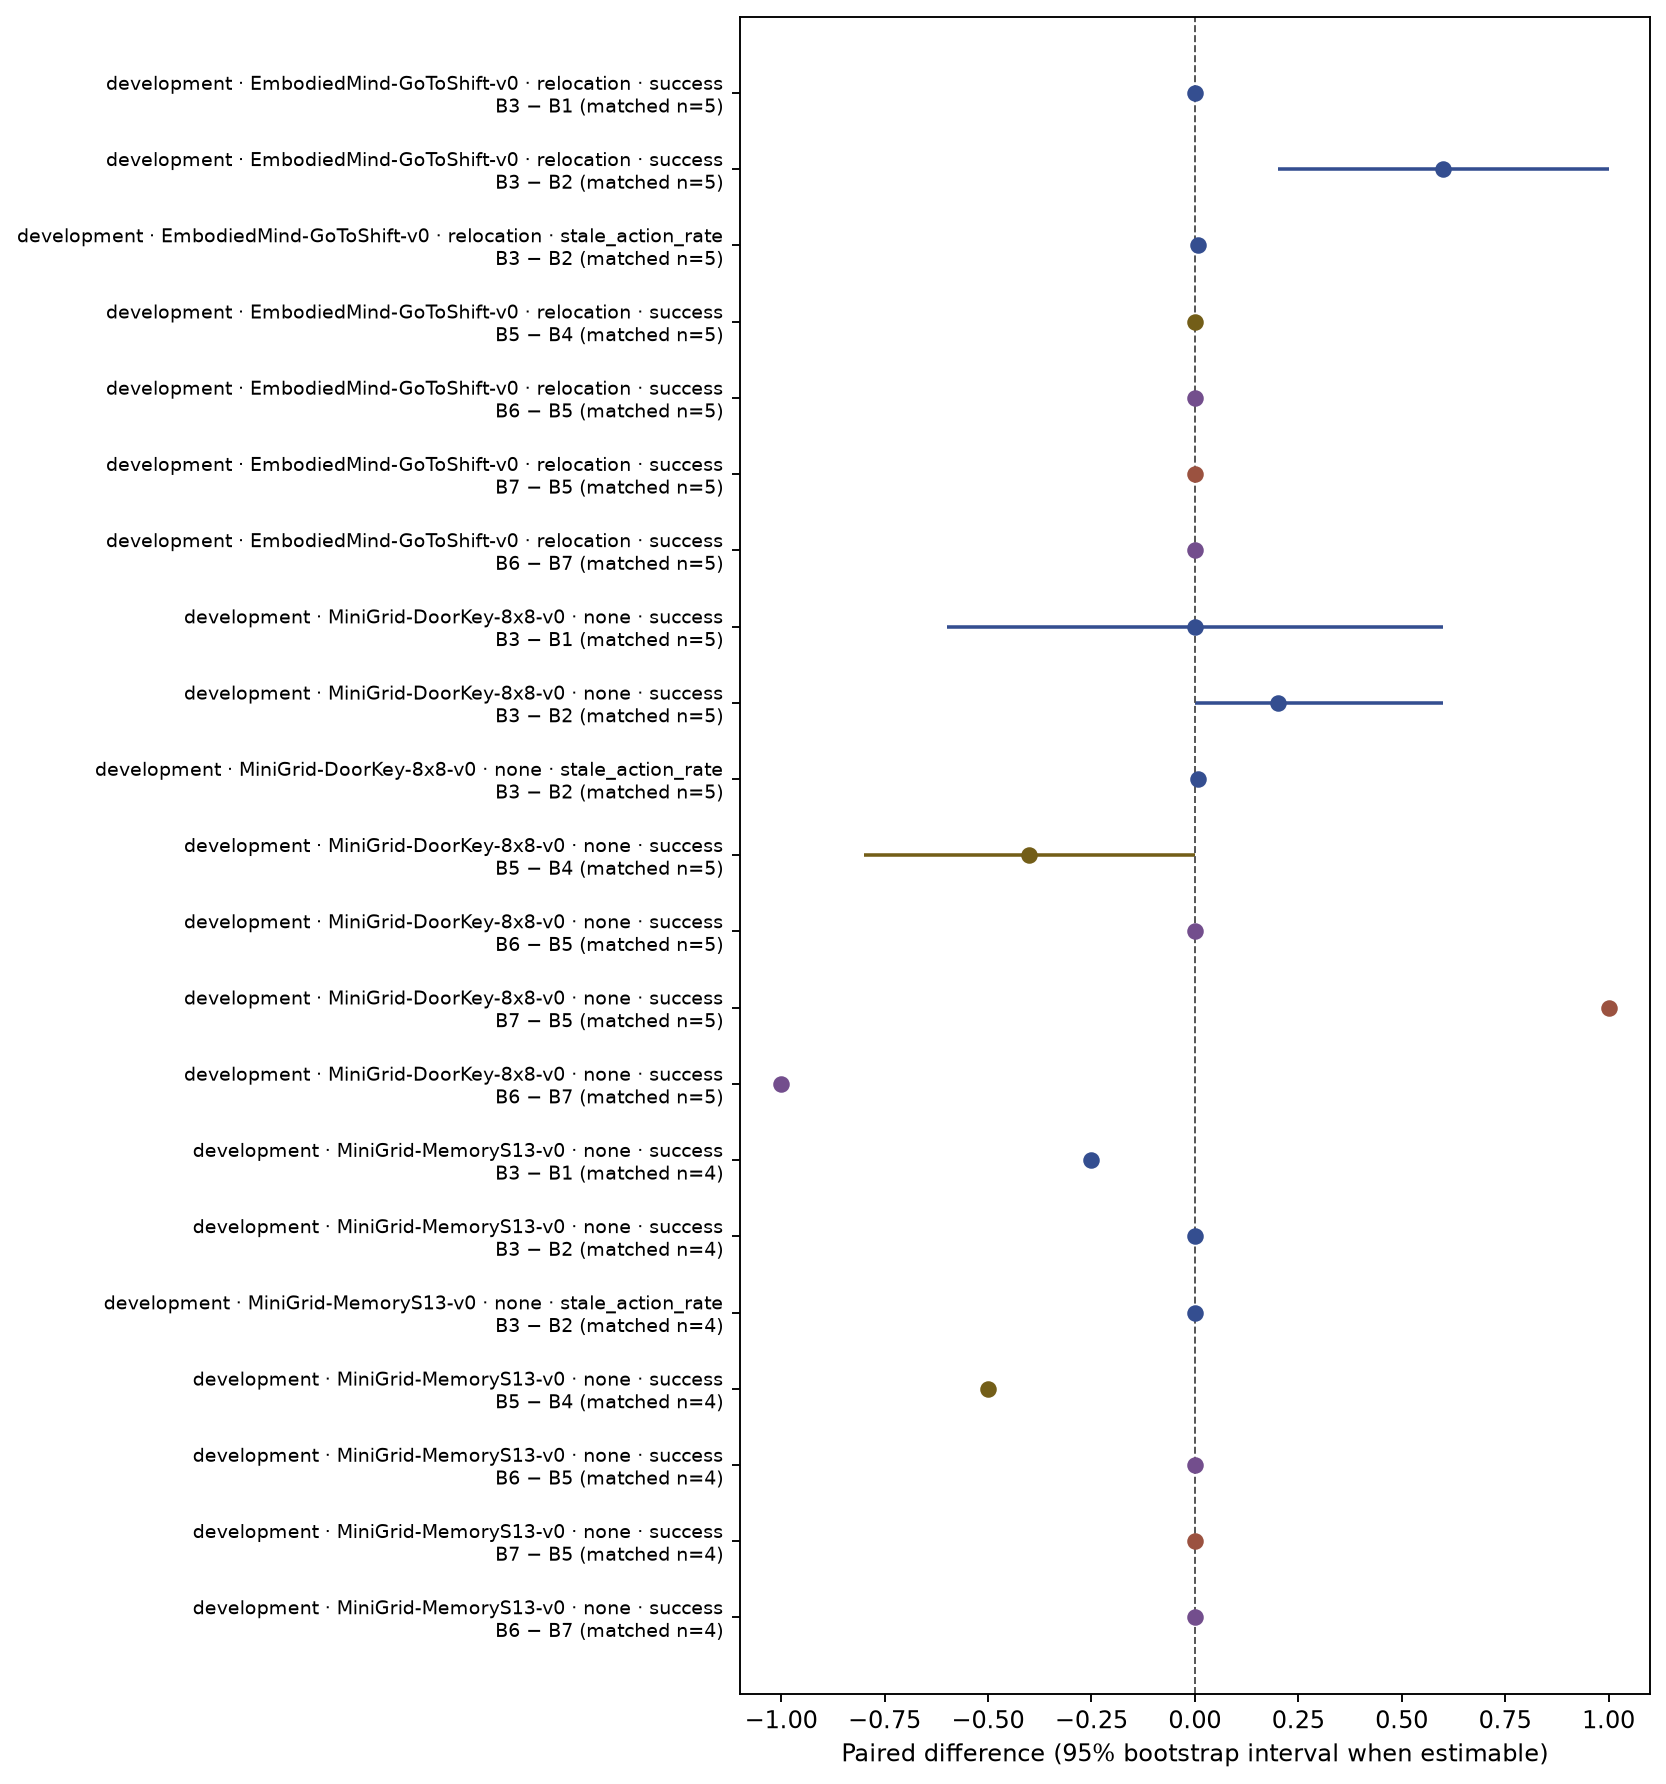 development · EmbodiedMind-GoToShift-v0 · relocation · success
B3 − B1 (matched n=5)
development · EmbodiedMind-GoToShift-v0 · relocation · success
B3 − B2 (matched n=5)
development · EmbodiedMind-GoToShift-v0 · relocation · stale_action_rate
B3 − B2 (matched n=5)
development · EmbodiedMind-GoToShift-v0 · relocation · success
B5 − B4 (matched n=5)
development · EmbodiedMind-GoToShift-v0 · relocation · success
B6 − B5 (matched n=5)
development · EmbodiedMind-GoToShift-v0 · relocation · success
B7 − B5 (matched n=5)
development · EmbodiedMind-GoToShift-v0 · relocation · success
B6 − B7 (matched n=5)
development · MiniGrid-DoorKey-8x8-v0 · none · success
B3 − B1 (matched n=5)
development · MiniGrid-DoorKey-8x8-v0 · none · success
B3 − B2 (matched n=5)
development · MiniGrid-DoorKey-8x8-v0 · none · stale_action_rate
B3 − B2 (matched n=5)
development · MiniGrid-DoorKey-8x8-v0 · none · success
B5 − B4 (matched n=5)
development · MiniGrid-DoorKey-8x8-v0 · none · success
B6 − B5 (matched n=5)
development · MiniGrid-DoorKey-8x8-v0 · none · success
B7 − B5 (matched n=5)
development · MiniGrid-DoorKey-8x8-v0 · none · success
B6 − B7 (matched n=5)
development · MiniGrid-MemoryS13-v0 · none · success
B3 − B1 (matched n=4)
development · MiniGrid-MemoryS13-v0 · none · success
B3 − B2 (matched n=4)
development · MiniGrid-MemoryS13-v0 · none · stale_action_rate
B3 − B2 (matched n=4)
development · MiniGrid-MemoryS13-v0 · none · success
B5 − B4 (matched n=4)
development · MiniGrid-MemoryS13-v0 · none · success
B6 − B5 (matched n=4)
development · MiniGrid-MemoryS13-v0 · none · success
B7 − B5 (matched n=4)
development · MiniGrid-MemoryS13-v0 · none · success
B6 − B7 (matched n=4)
−1.00 −0.75 −0.50 −0.25 0.00 0.25 0.50 0.75 1.00
Paired difference (95% bootstrap interval when estimable)